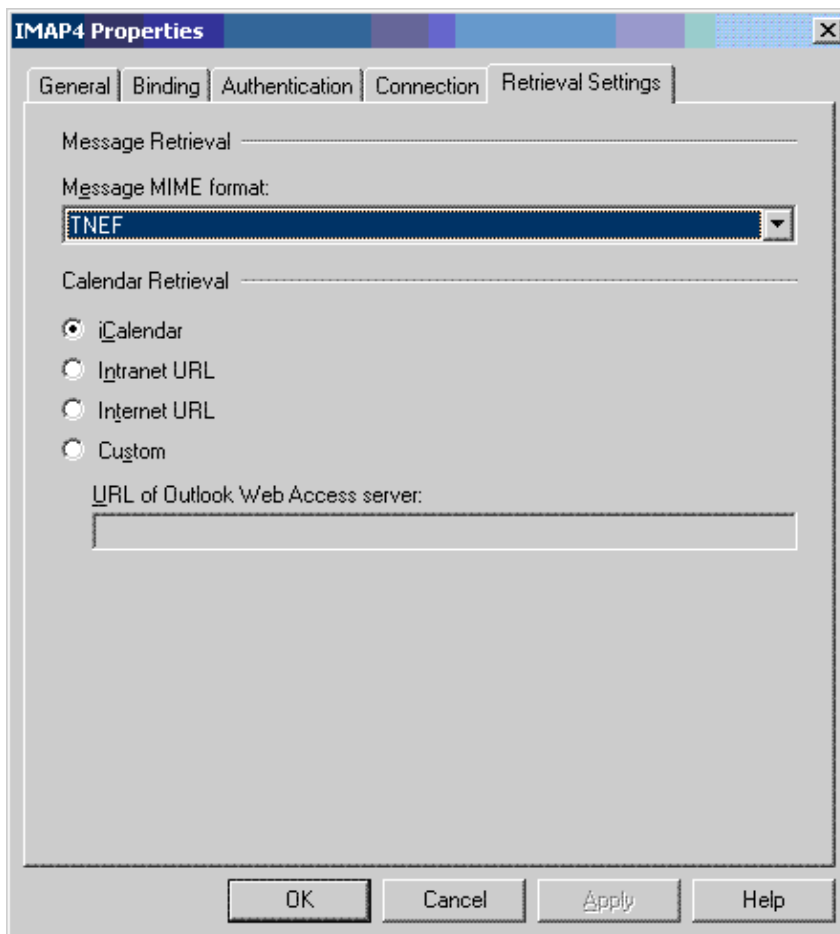 IMAP4 Properties
General Binding Authentication Connection Retrieval Settings
Message Retrieval
Message MIME format:
TNEF
Calendar Retrieval
iCalendar
Intranet URL
Internet URL
Custom
URL of Outlook Web Access server:
OK Cancel Apply Help